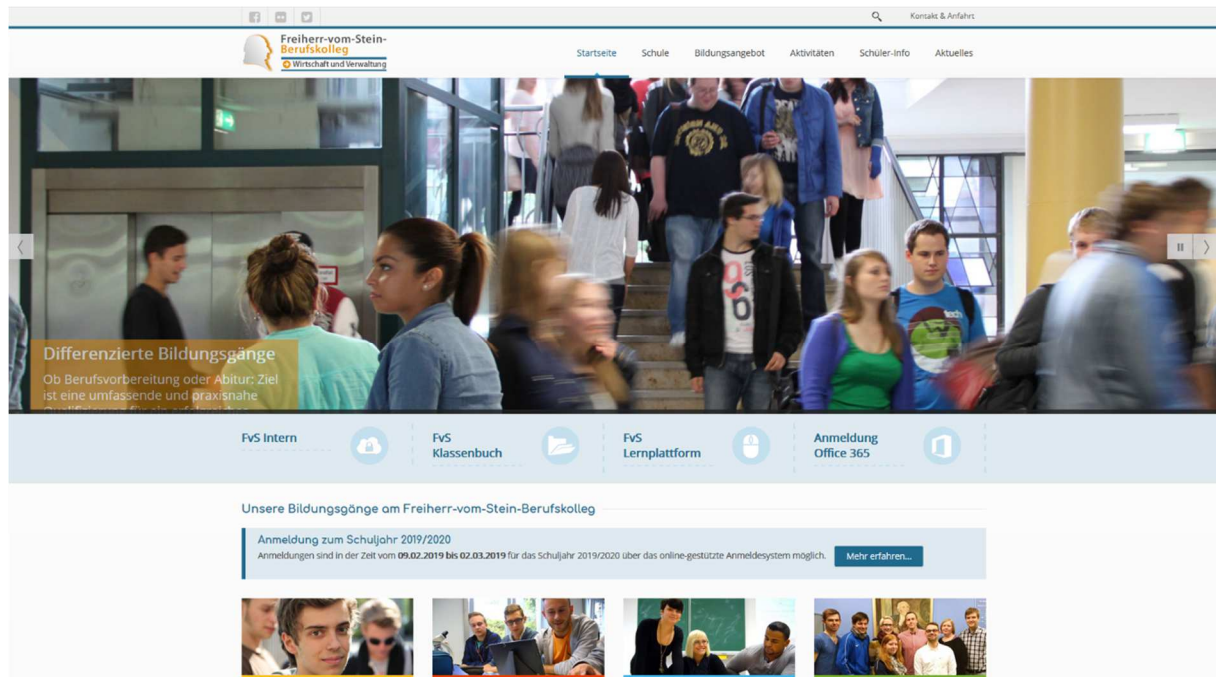 Kontakt & Anfahrt
Freiherr-vom-Stein-
Berufskolleg
Wirtschaft und Verwaltung
Startseite
Schule
Bildungsangebot
Aktivitäten
Schüler-Info
Aktuelles
Differenzierte Bildungsgänge
Ob Berufsvorbereitung oder Abitur: Ziel
ist eine umfassende und praxisnahe
FvS Intern
FvS
Klassenbuch
FvS
Lernplattform
Anmeldung
Office 365
Unsere Bildungsgänge am Freiherr-vom-Stein-Berufskolleg
Anmeldung zum Schuljahr 2019/2020
Anmeldungen sind in der Zeit vom 09.02.2019 bis 02.03.2019 für das Schuljahr 2019/2020 über das online-gestützte Anmeldesystem möglich.
Mehr erfahren...